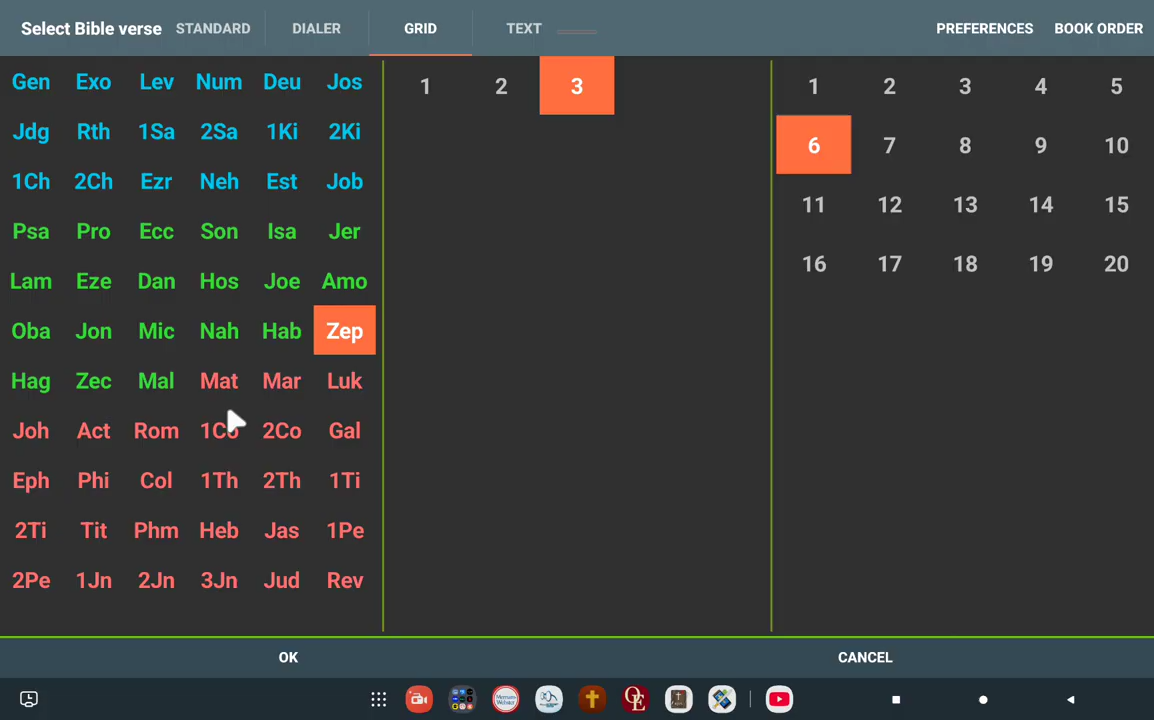 Select Bible verse STANDARD DIALER GRID TEXT PREFERENCES BOOK ORDER
Gen Exo Lev Num Deu Jos
Jdg Rth 1Sa 2Sa 1Ki 2Ki
1Ch 2Ch Ezr Neh Est Job
Psa Pro Ecc Son Isa Jer
Lam Eze Dan Hos Joe Amo
Oba Jon Mic Nah Hab Zep
Hag Zec Mal Mat Mar Luk
Joh Act Rom 1Co 2Co Gal
Eph Phi Col 1Th 2Th 1Ti
2Ti Tit Phm Heb Jas 1Pe
2Pe 1Jn 2Jn 3Jn Jud Rev
1 2 3
1 2 3 4 5
6 7 8 9 10
11 12 13 14 15
16 17 18 19 20
OK CANCEL